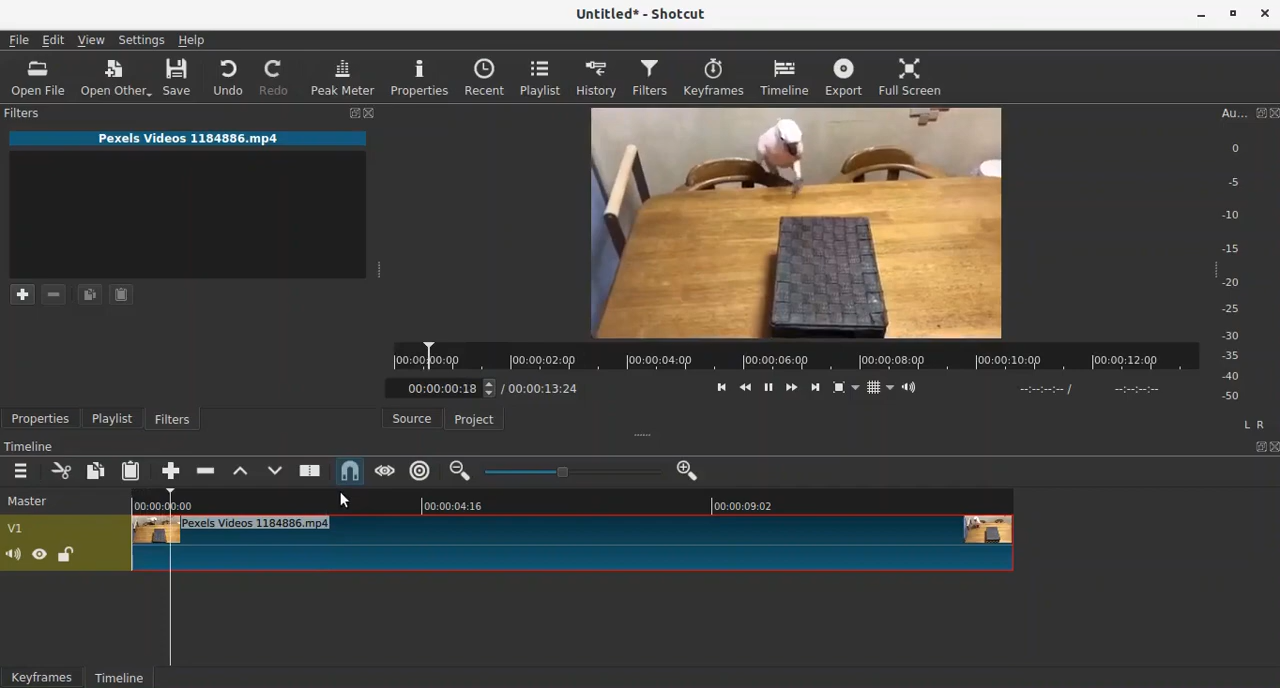 Untitled* - Shotcut
File Edit View Settings Help
Open File Open Other Save Undo Redo Peak Meter Properties Recent Playlist History Filters Keyframes Timeline Export Full Screen
Filters
Pexels Videos 1184886.mp4
Properties Playlist Filters
00:00:00:00 00:00:02:00 00:00:04:00 00:00:06:00 00:00:08:00 00:00:10:00 00:00:12:00
00:00:00:18 / 00:00:13:24 --:--:--:-- / --:--:--:--
Source Project
Au...
0
-5
-10
-15
-20
-25
-30
-35
-40
-50
L R
Timeline
Master
00:00:00:00 00:00:04:16 00:00:09:02
V1
Pexels Videos 1184886.mp4
Keyframes Timeline